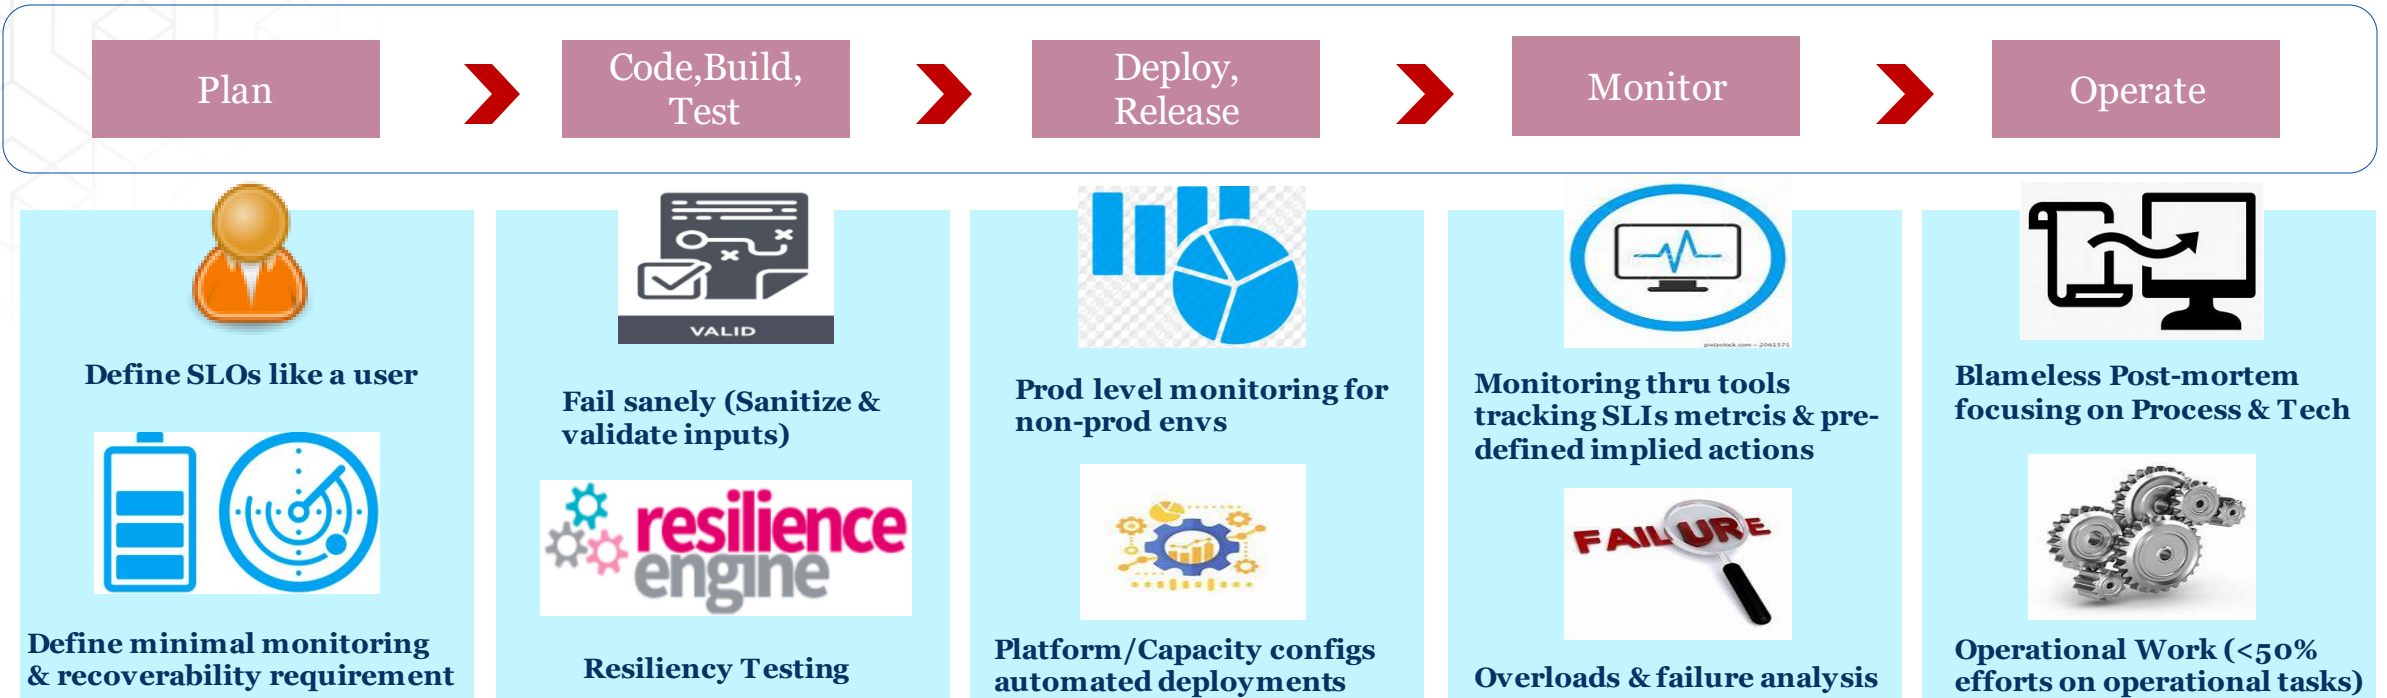 Plan
Code,Build,
Test
Deploy,
Release
Monitor
Operate
Define SLOs like a user
Define minimal monitoring
& recoverability requirement
VALID
Fail sanely (Sanitize &
validate inputs)
resilience
engine
Resiliency Testing
Prod level monitoring for
non-prod envs
Platform/Capacity configs
automated deployments
pixtastock.com - 2061571
Monitoring thru tools
tracking SLIs metrcis & pre-
defined implied actions
FAILURE
Overloads & failure analysis
Blameless Post-mortem
focusing on Process & Tech
Operational Work (<50%
efforts on operational tasks)